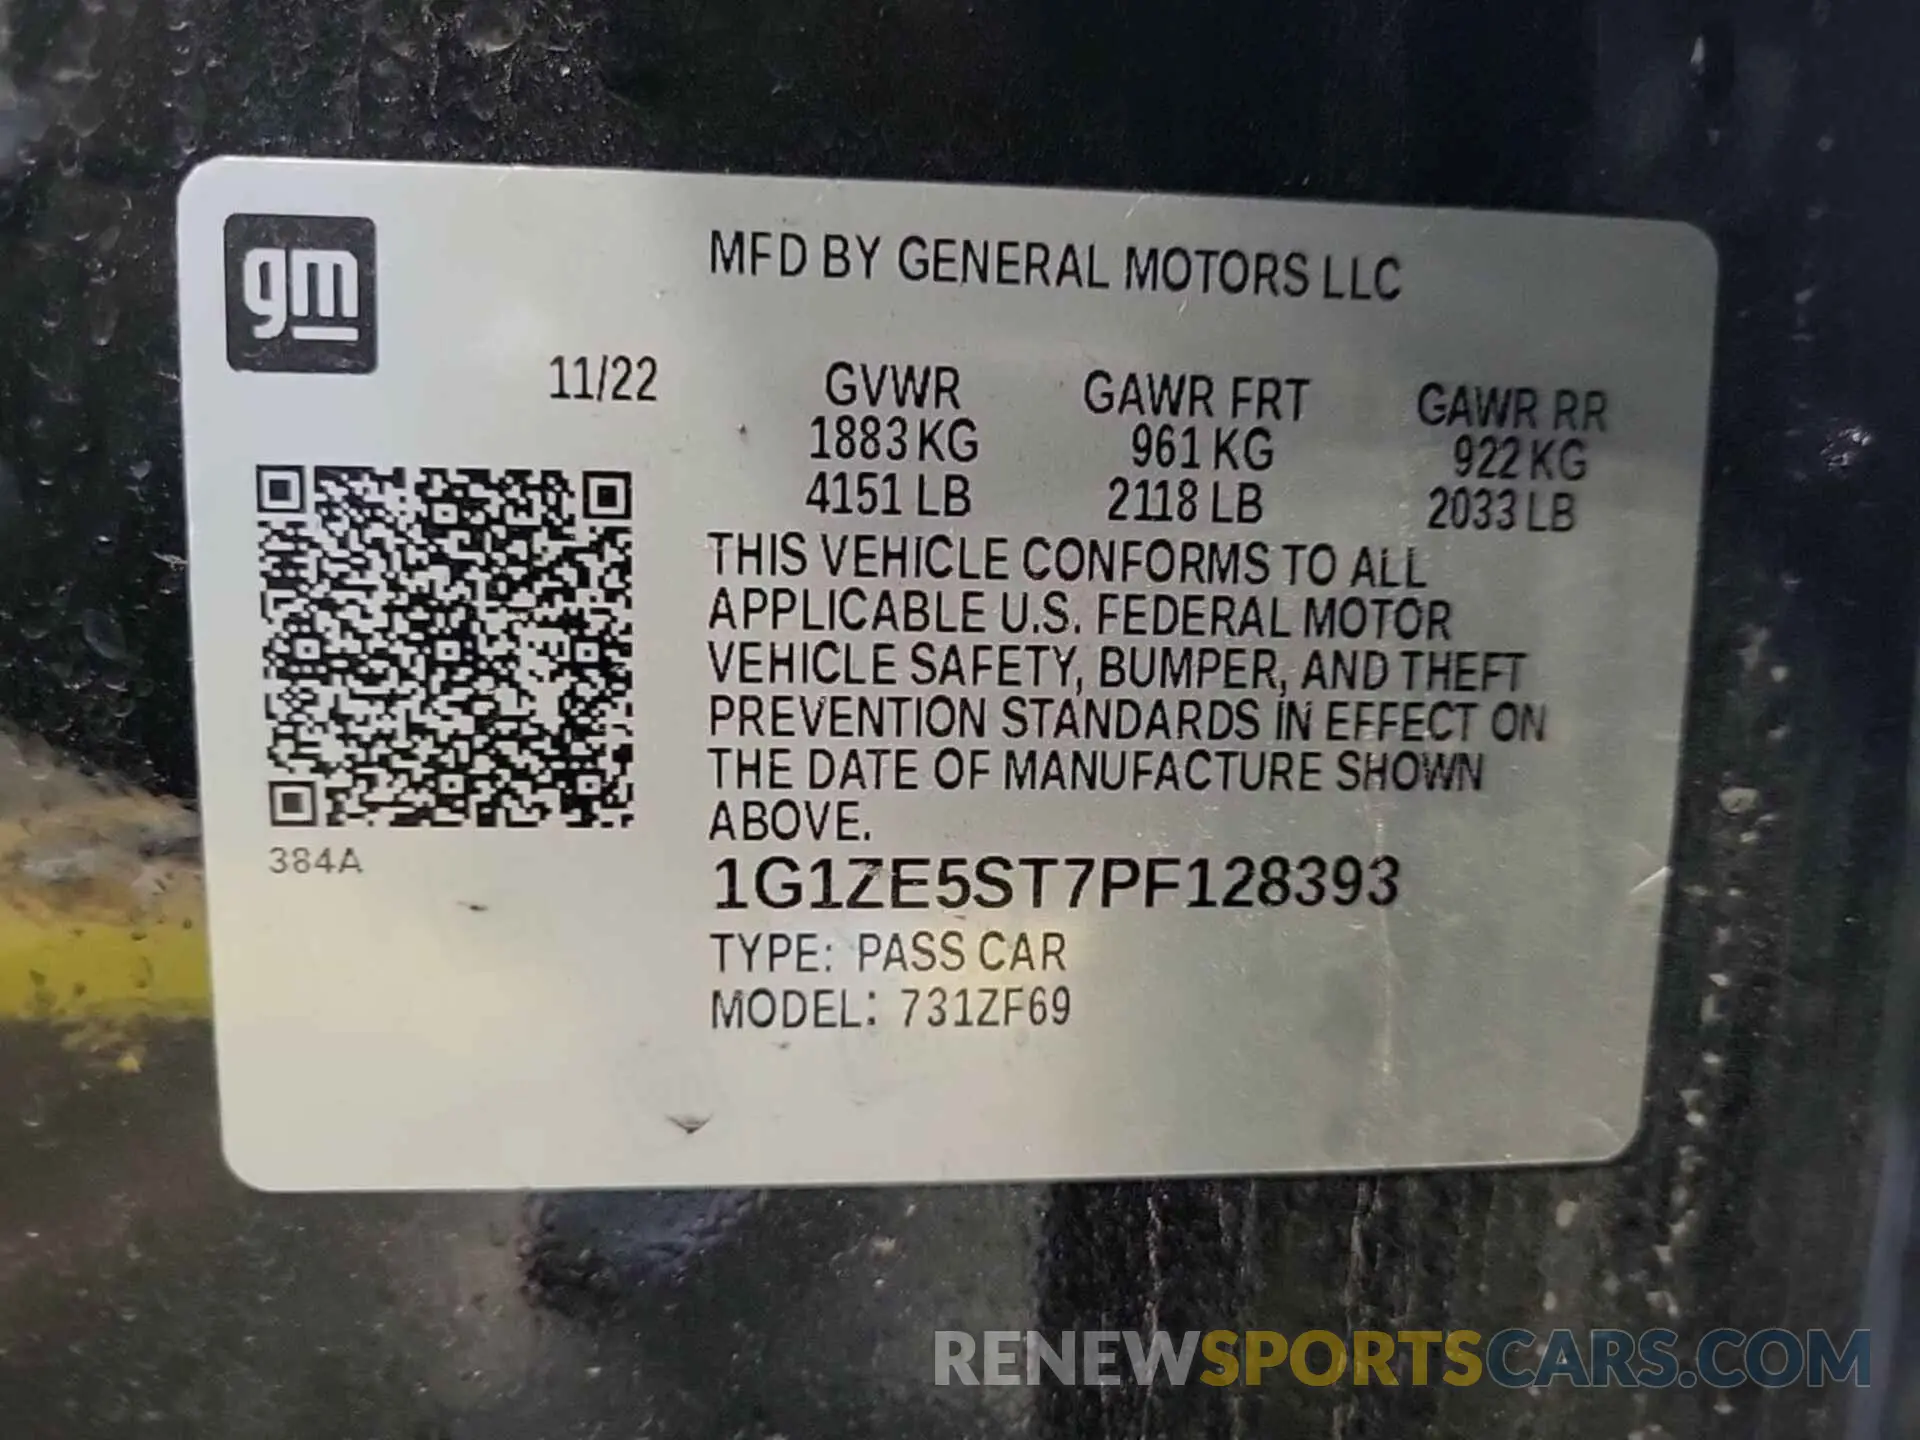 gm
MFD BY GENERAL MOTORS LLC
11/22 GVWR GAWR FRT GAWR RR
1883 KG 961 KG 922 KG
4151 LB 2118 LB 2033 LB
THIS VEHICLE CONFORMS TO ALL
APPLICABLE U.S. FEDERAL MOTOR
VEHICLE SAFETY, BUMPER, AND THEFT
PREVENTION STANDARDS IN EFFECT ON
THE DATE OF MANUFACTURE SHOWN
ABOVE.
384A
1G1ZE5ST7PF128393
TYPE: PASS CAR
MODEL: 731ZF69
RENEWSPORTSCARS.COM